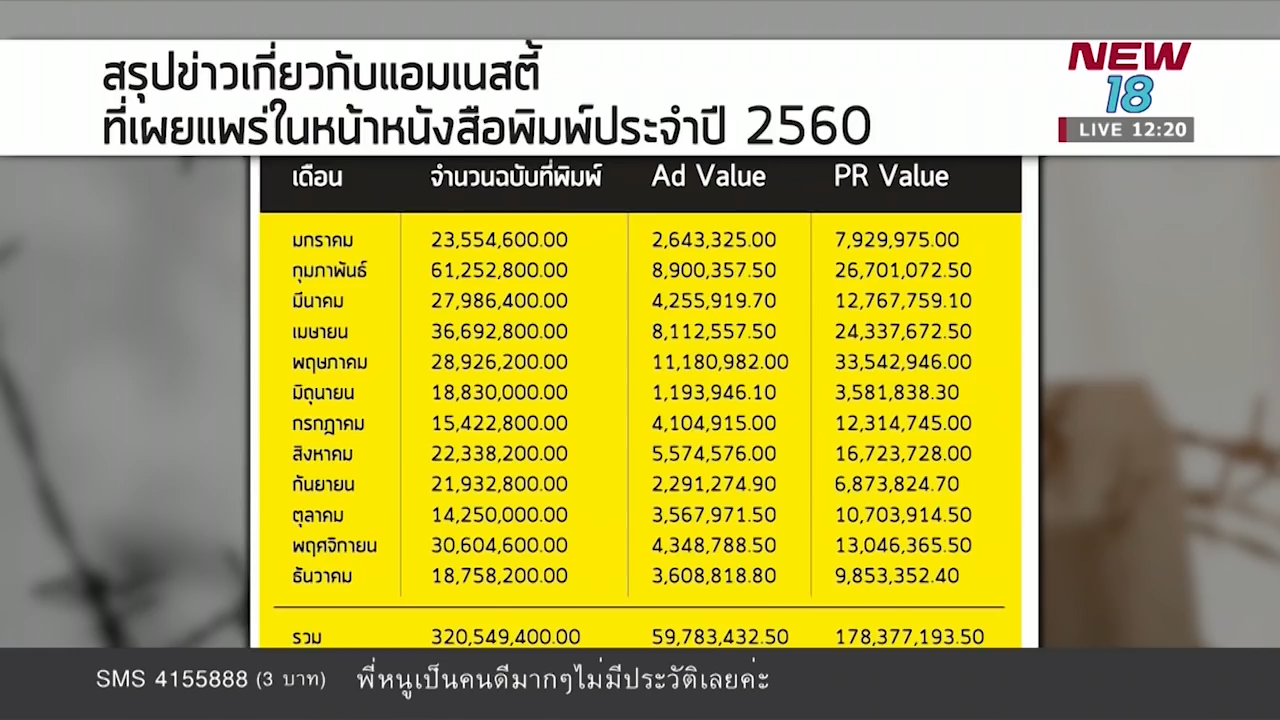 สรุปข่าวเกี่ยวกับแอมเนสตี้
ที่เผยแพร่ในหน้าหนังสือพิมพ์ประจำปี 2560
NEW
18
LIVE 12:20
เดือน จำนวนฉบับที่พิมพ์ Ad Value PR Value
มกราคม 23,554,600.00 2,643,325.00 7,929,975.00
กุมภาพันธ์ 61,252,800.00 8,900,357.50 26,701,072.50
มีนาคม 27,986,400.00 4,255,919.70 12,767,759.10
เมษายน 36,692,800.00 8,112,557.50 24,337,672.50
พฤษภาคม 28,926,200.00 11,180,982.00 33,542,946.00
มิถุนายน 18,830,000.00 1,193,946.10 3,581,838.30
กรกฎาคม 15,422,800.00 4,104,915.00 12,314,745.00
สิงหาคม 22,338,200.00 5,574,576.00 16,723,728.00
กันยายน 21,932,800.00 2,291,274.90 6,873,824.70
ตุลาคม 14,250,000.00 3,567,971.50 10,703,914.50
พฤศจิกายน 30,604,600.00 4,348,788.50 13,046,365.50
ธันวาคม 18,758,200.00 3,608,818.80 9,853,352.40
รวม 320,549,400.00 59,783,432.50 178,377,193.50
SMS 4155888 (3 บาท) พี่หนูเป็นคนดีมากๆไม่มีประวัติเลยค่ะ